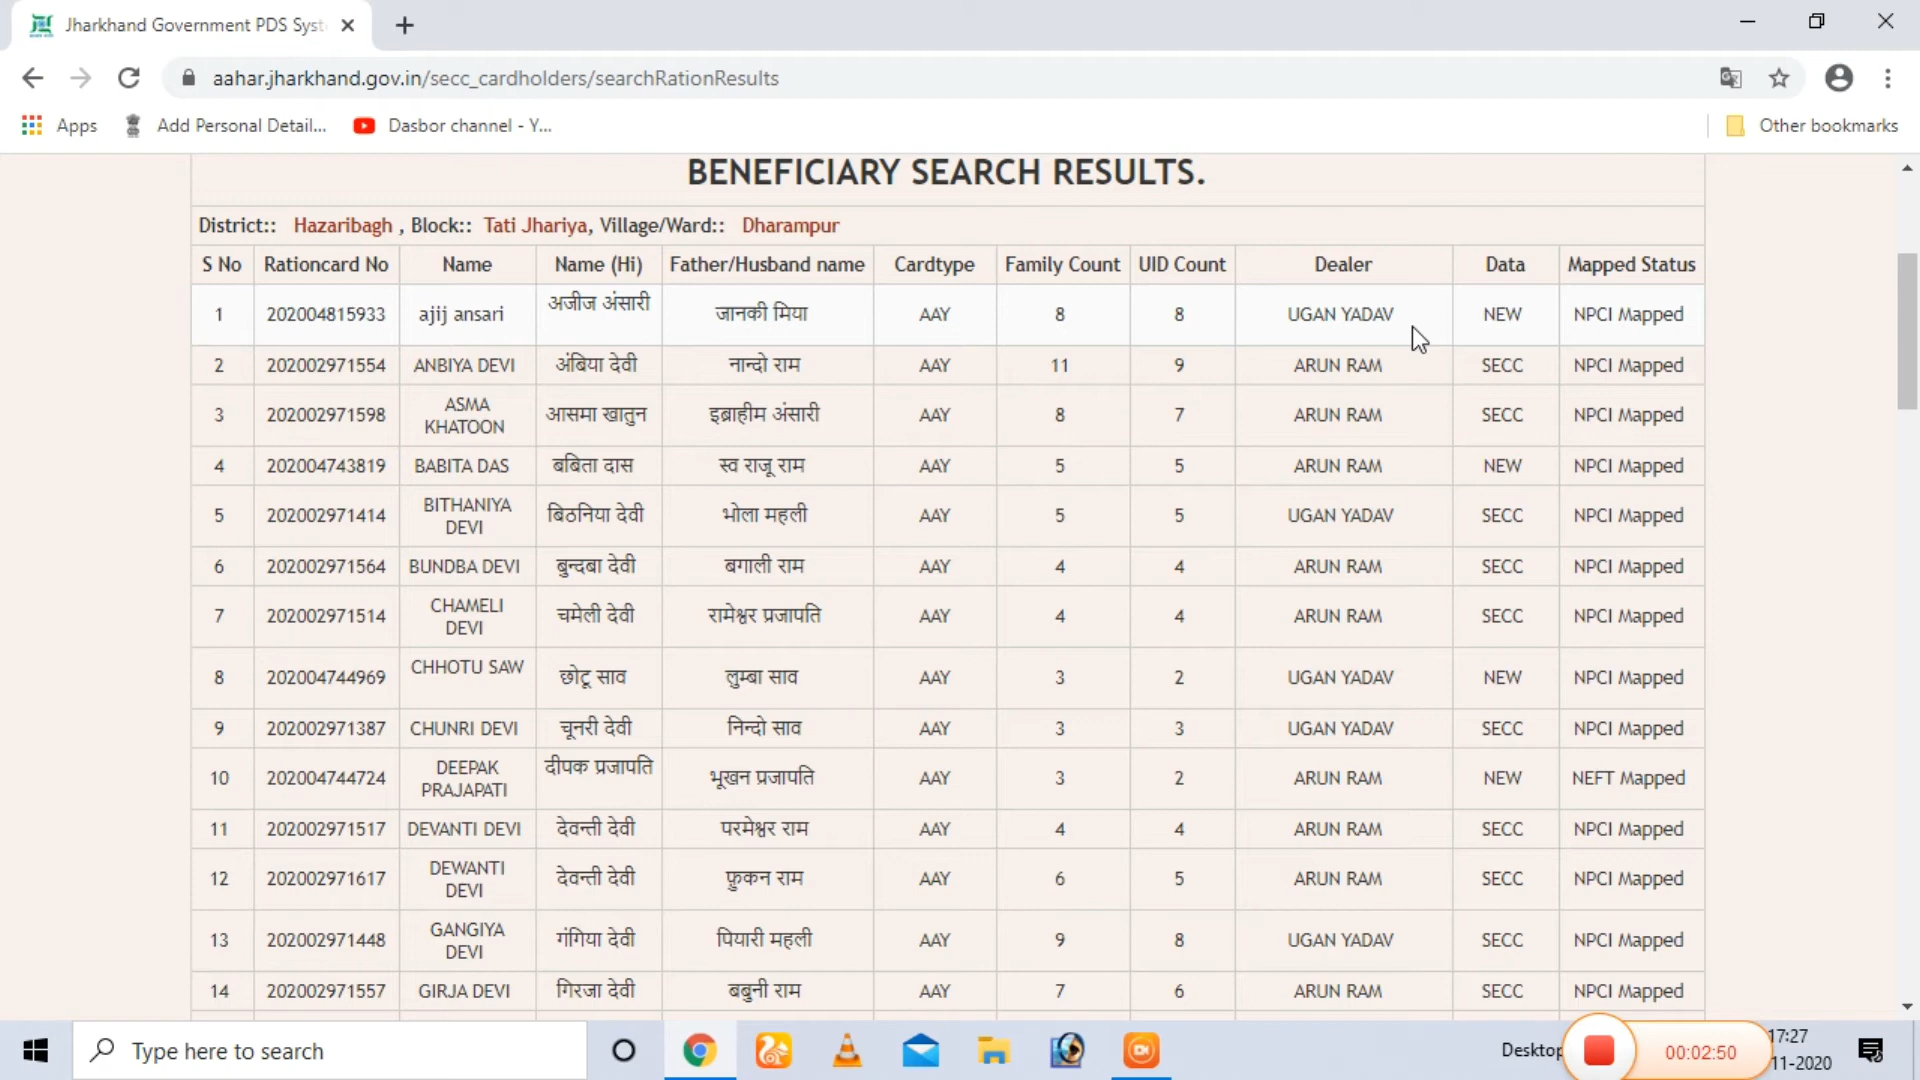 Jharkhand Government PDS Syst
aahar.jharkhand.gov.in/secc_cardholders/searchRationResults
Apps Add Personal Detail... Dasbor channel - Y... Other bookmarks
BENEFICIARY SEARCH RESULTS.
District:: Hazaribagh , Block:: Tati Jhariya, Village/Ward:: Dharampur
S No Rationcard No Name Name (Hi) Father/Husband name Cardtype Family Count UID Count Dealer Data Mapped Status
1 202004815933 ajij ansari अजीज अंसारी जानकी मिया AAY 8 8 UGAN YADAV NEW NPCI Mapped
2 202002971554 ANBIYA DEVI अंबिया देवी नान्दो राम AAY 11 9 ARUN RAM SECC NPCI Mapped
3 202002971598 ASMA KHATOON आसमा खातुन इब्राहीम अंसारी AAY 8 7 ARUN RAM SECC NPCI Mapped
4 202004743819 BABITA DAS बबिता दास स्व राजू राम AAY 5 5 ARUN RAM NEW NPCI Mapped
5 202002971414 BITHANIYA DEVI बिठनिया देवी भोला महली AAY 5 5 UGAN YADAV SECC NPCI Mapped
6 202002971564 BUNDBA DEVI बुन्दबा देवी बगाली राम AAY 4 4 ARUN RAM SECC NPCI Mapped
7 202002971514 CHAMELI DEVI चमेली देवी रामेश्वर प्रजापति AAY 4 4 ARUN RAM SECC NPCI Mapped
8 202004744969 CHHOTU SAW छोटू साव लुम्बा साव AAY 3 2 UGAN YADAV NEW NPCI Mapped
9 202002971387 CHUNRI DEVI चूनरी देवी निन्दो साव AAY 3 3 UGAN YADAV SECC NPCI Mapped
10 202004744724 DEEPAK PRAJAPATI दीपक प्रजापति भूखन प्रजापति AAY 3 2 ARUN RAM NEW NEFT Mapped
11 202002971517 DEVANTI DEVI देवन्ती देवी परमेश्वर राम AAY 4 4 ARUN RAM SECC NPCI Mapped
12 202002971617 DEWANTI DEVI देवन्ती देवी फ़ुकन राम AAY 6 5 ARUN RAM SECC NPCI Mapped
13 202002971448 GANGIYA DEVI गंगिया देवी पियारी महली AAY 9 8 UGAN YADAV SECC NPCI Mapped
14 202002971557 GIRJA DEVI गिरजा देवी बबुनी राम AAY 7 6 ARUN RAM SECC NPCI Mapped
Type here to search
Desktop 00:02:50 17:27
11-2020